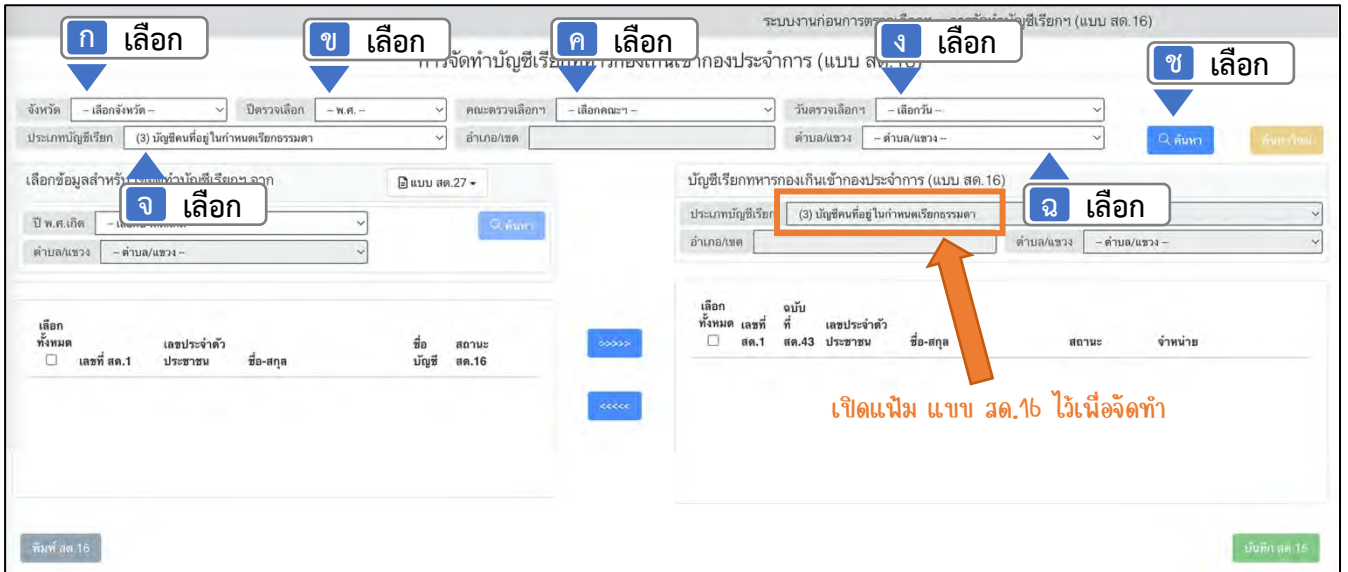 ระบบงานก่อนการตรวจเลือกฯ การจัดทำบัญชีเรียกฯ (แบบ สด.16)
ก เลือก
ข เลือก
ค เลือก
ง เลือก
ช เลือก
การจัดทำบัญชีเรียกทหารกองเกินเข้ากองประจำการ (แบบ สด.16)
จังหวัด – เลือกจังหวัด –
ปีตรวจเลือก – พ.ศ. –
คณะตรวจเลือกฯ – เลือกคณะฯ –
วันตรวจเลือกฯ – เลือกวัน –
ประเภทบัญชีเรียก (3) บัญชีคนที่อยู่ในกำหนดเรียกธรรมดา
อำเภอ/เขต
ตำบล/แขวง – ตำบล/แขวง –
ค้นหา
ค้นหาใหม่
เลือกข้อมูลสำหรับ จาก
แบบ สด.27
จ เลือก
ปี พ.ศ.เกิด
ค้นหา
ตำบล/แขวง – ตำบล/แขวง –
บัญชีเรียกทหารกองเกินเข้ากองประจำการ (แบบ สด.16)
ประเภทบัญชีเรียก (3) บัญชีคนที่อยู่ในกำหนดเรียกธรรมดา
ฉ เลือก
อำเภอ/เขต
ตำบล/แขวง – ตำบล/แขวง –
เลือกทั้งหมด เลขที่ สด.1 เลขประจำตัวประชาชน ชื่อ-สกุล ชื่อบัญชี สถานะ สด.16
>>>>>
<<<<<
เลือกทั้งหมด เลขที่ สด.1 ฉบับที่ สด.43 เลขประจำตัวประชาชน ชื่อ-สกุล สถานะ จำหน่าย
เปิดแฟ้ม แบบ สด.16 ไว้เพื่อจัดทำ
พิมพ์ สด.16
บันทึก สด.16